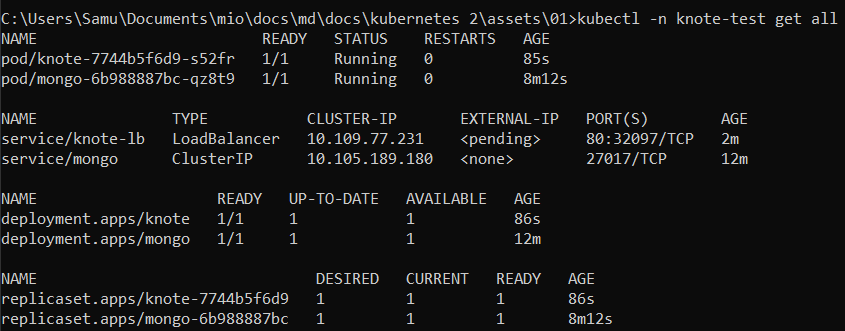 C:\Users\Samu\Documents\mio\docs\md\docs\kubernetes 2\assets\01>kubectl -n knote-test get all
NAME                         READY   STATUS    RESTARTS   AGE
pod/knote-7744b5f6d9-s52fr   1/1     Running   0          85s
pod/mongo-6b988887bc-qz8t9   1/1     Running   0          8m12s

NAME               TYPE           CLUSTER-IP       EXTERNAL-IP   PORT(S)        AGE
service/knote-lb   LoadBalancer   10.109.77.231    <pending>     80:32097/TCP   2m
service/mongo      ClusterIP      10.105.189.180   <none>        27017/TCP      12m

NAME                    READY   UP-TO-DATE   AVAILABLE   AGE
deployment.apps/knote   1/1     1            1           86s
deployment.apps/mongo   1/1     1            1           12m

NAME                               DESIRED   CURRENT   READY   AGE
replicaset.apps/knote-7744b5f6d9   1         1         1       86s
replicaset.apps/mongo-6b988887bc   1         1         1       8m12s